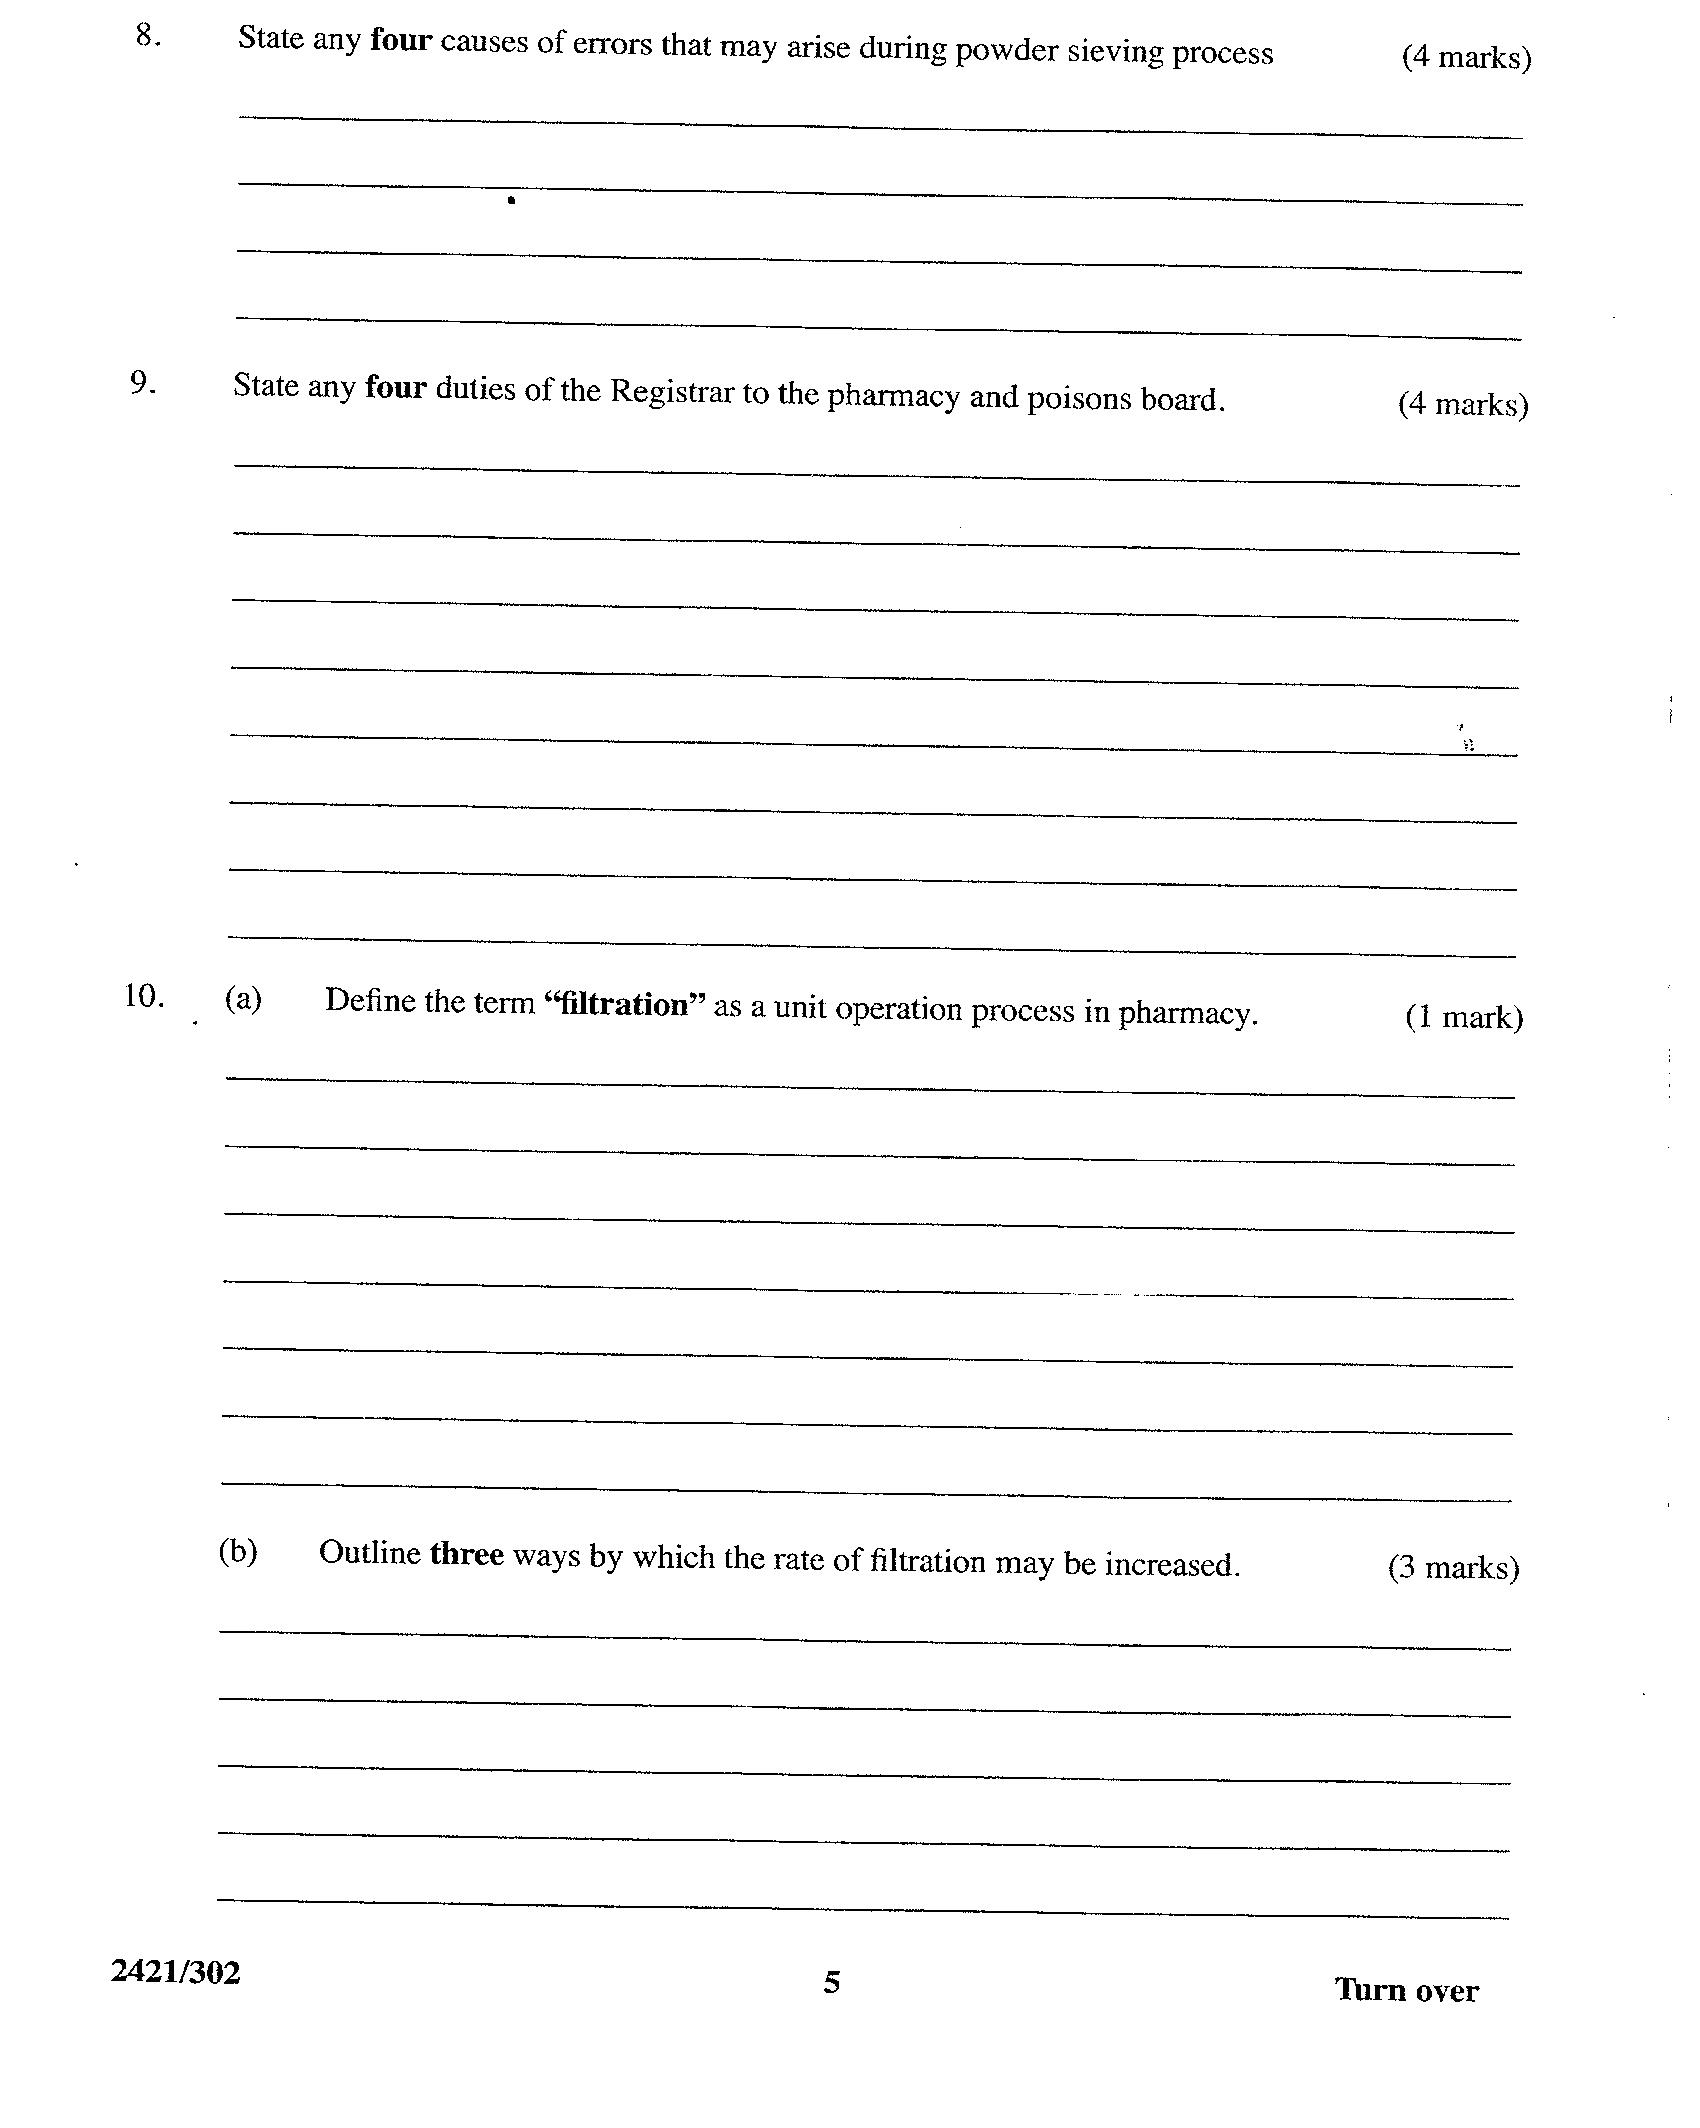 8. State any four causes of errors that may arise during powder sieving process (4 marks)
9. State any four duties of the Registrar to the pharmacy and poisons board. (4 marks)
10. (a) Define the term “filtration” as a unit operation process in pharmacy. (1 mark)
(b) Outline three ways by which the rate of filtration may be increased. (3 marks)
2421/302 5 Turn over